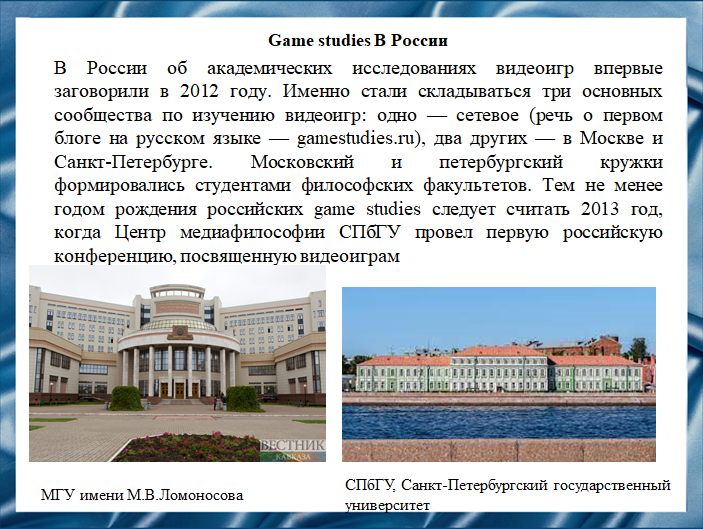 Game studies В России
В России об академических исследованиях видеоигр впервые
заговорили в 2012 году. Именно стали складываться три основных
сообщества по изучению видеоигр: одно — сетевое (речь о первом
блоге на русском языке — gamestudies.ru), два других — в Москве и
Санкт-Петербурге. Московский и петербургский кружки
формировались студентами философских факультетов. Тем не менее
годом рождения российских game studies следует считать 2013 год,
когда Центр медиафилософии СПбГУ провел первую российскую
конференцию, посвященную видеоиграм
ВЕСТНИК
КАВКАЗА
МГУ имени М.В.Ломоносова
СПбГУ, Санкт-Петербургский государственный
университет